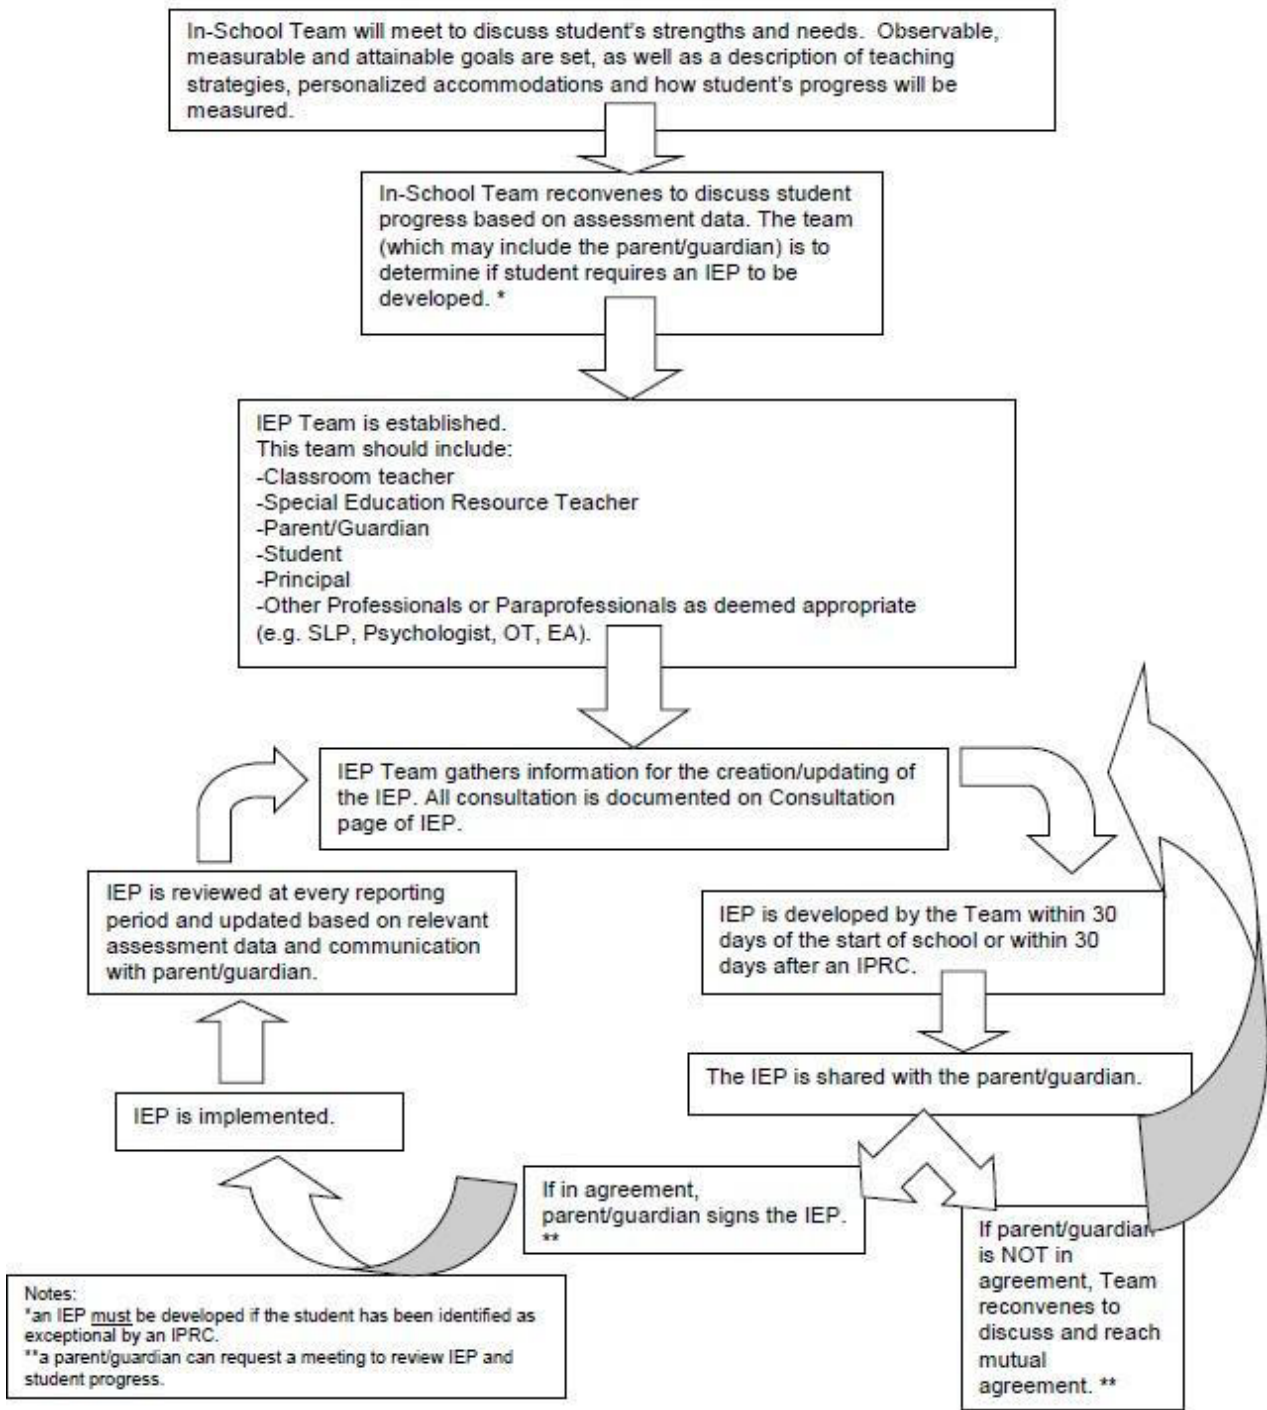 In-School Team will meet to discuss student's strengths and needs.  Observable,
measurable and attainable goals are set, as well as a description of teaching
strategies, personalized accommodations and how student's progress will be
measured.
In-School Team reconvenes to discuss student
progress based on assessment data. The team
(which may include the parent/guardian) is to
determine if student requires an IEP to be
developed. *
IEP Team is established.
This team should include:
-Classroom teacher
-Special Education Resource Teacher
-Parent/Guardian
-Student
-Principal
-Other Professionals or Paraprofessionals as deemed appropriate
(e.g. SLP, Psychologist, OT, EA).
IEP Team gathers information for the creation/updating of
the IEP. All consultation is documented on Consultation
page of IEP.
IEP is developed by the Team within 30
days of the start of school or within 30
days after an IPRC.
The IEP is shared with the parent/guardian.
If in agreement,
parent/guardian signs the IEP.
**
If parent/guardian
is NOT in
agreement, Team
reconvenes to
discuss and reach
mutual
agreement. **
IEP is implemented.
IEP is reviewed at every reporting
period and updated based on relevant
assessment data and communication
with parent/guardian.
Notes:
*an IEP must be developed if the student has been identified as
exceptional by an IPRC.
**a parent/guardian can request a meeting to review IEP and
student progress.